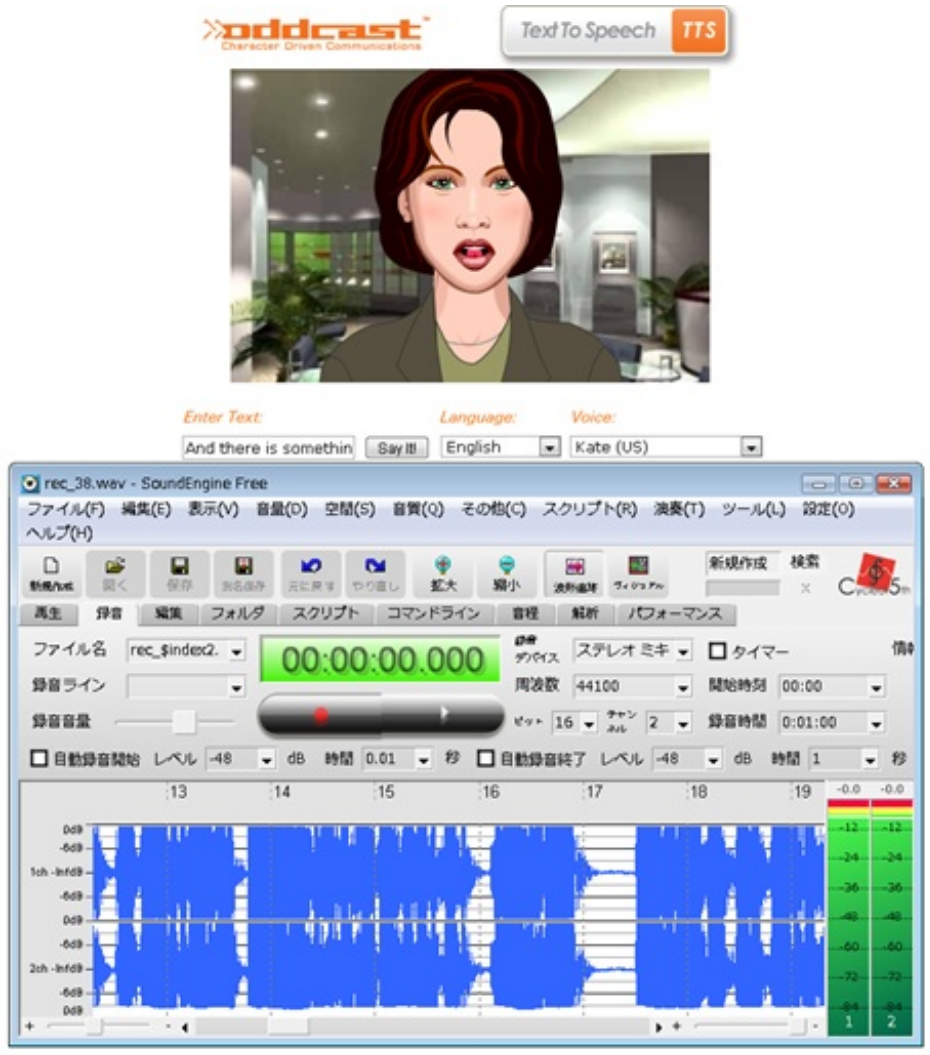 »oddcast™
Character Driven Communications
Text To Speech TTS
Enter Text: Language: Voice:
And there is somethin Say It! English Kate (US)
rec_38.wav - SoundEngine Free
ファイル(F) 編集(E) 表示(V) 音量(D) 空間(S) 音質(Q) その他(C) スクリプト(R) 演奏(T) ツール(L) 設定(O)
ヘルプ(H)
新規作成 検索
新規作成 開く 保存 別名保存 元に戻す やり直し 拡大 縮小 波形追跡 ヴィジュアル ×
再生 録音 編集 フォルダ スクリプト コマンドライン 音程 解析 パフォーマンス
ファイル名 rec_$index2. 00:00:00.000 録音デバイス ステレオ ミキ タイマー 情報
録音ライン 周波数 44100 開始時刻 00:00
録音音量 ビット 16 チャンネル 2 録音時間 0:01:00
自動録音開始 レベル -48 dB 時間 0.01 秒 自動録音終了 レベル -48 dB 時間 1 秒
13 14 15 16 17 18 19 -0.0 -0.0
0dB -12 -12
-6dB -24 -24
1ch -InfdB -36 -36
-6dB
0dB -48 -48
-6dB -60 -60
2ch -InfdB -72 -72
-6dB
0dB -84 -84
+ - + - 1 2